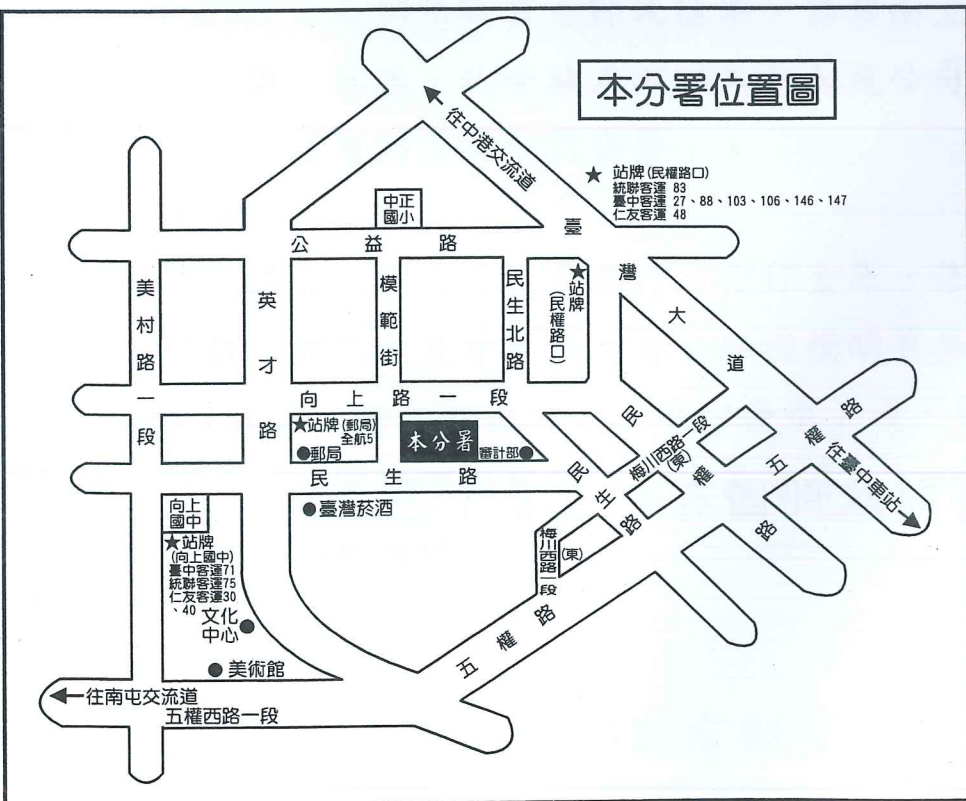 本分署位置圖
往中港交流道
★ 站牌(民權路口)
統聯客運 83
臺中客運 27、88、103、106、146、147
仁友客運 48
中正
國小
公益路
臺灣大道
美村路一段
英才路
模範街
民生北路
★站牌
(民權路口)
向上路一段
★站牌(郵局)
全航5
●郵局
本分署
審計部●
民生路
民權路
民生路
梅川西路一段
(東)
五權路
往臺中車站
向上
國中
★站牌
(向上國中)
臺中客運71
統聯客運75
仁友客運30
、40
●臺灣菸酒
梅川西路一段
(東)
文化
中心●
●美術館
五權路
往南屯交流道
五權西路一段